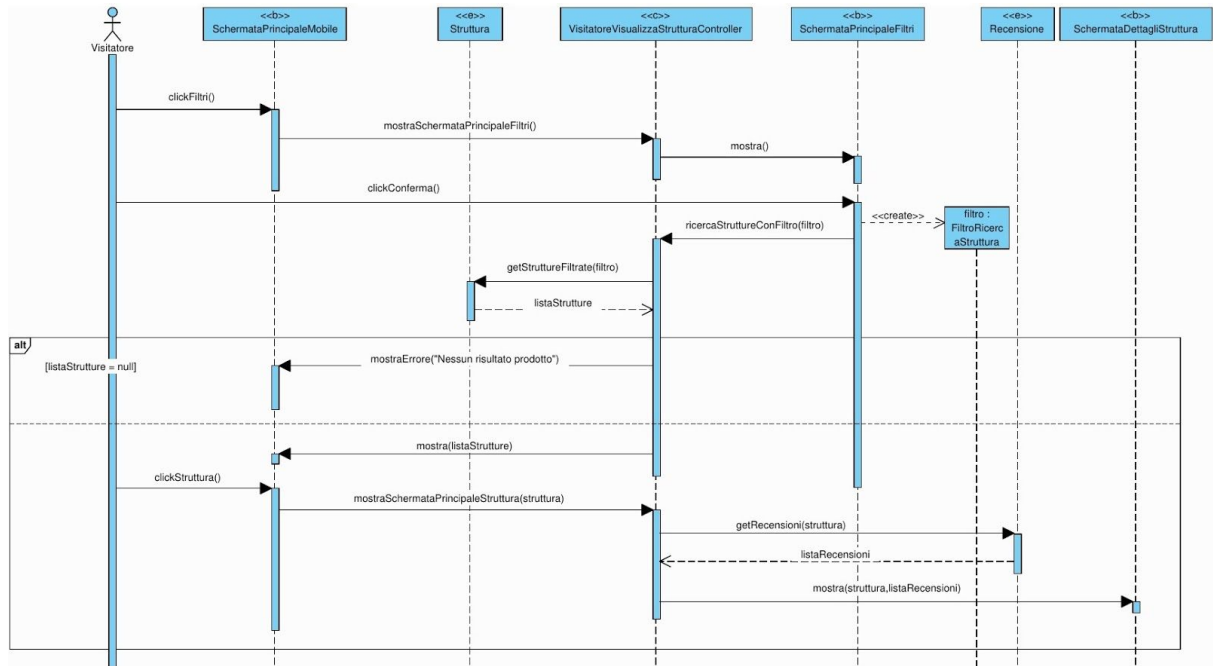 <<b>>
SchermataPrincipaleMobile
<<e>>
Struttura
<<c>>
VisitatoreVisualizzaStrutturaController
<<b>>
SchermataPrincipaleFiltri
<<e>>
Recensione
<<b>>
SchermataDettagliStruttura
Visitatore
clickFiltri()
mostraSchermataPrincipaleFiltri()
mostra()
clickConferma()
<<create>>
filtro :
FiltroRicerc
aStruttura
ricercaStruttureConFiltro(filtro)
getStruttureFiltrate(filtro)
listaStrutture
alt
[listaStrutture = null]
mostraErrore("Nessun risultato prodotto")
mostra(listaStrutture)
clickStruttura()
mostraSchermataPrincipaleStruttura(struttura)
getRecensioni(struttura)
listaRecensioni
mostra(struttura,listaRecensioni)